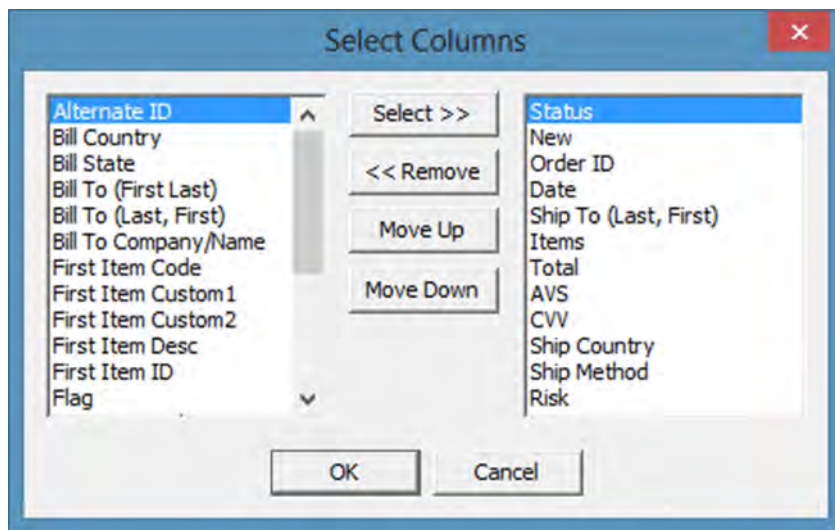 Select Columns
Alternate ID
Bill Country
Bill State
Bill To (First Last)
Bill To (Last, First)
Bill To Company/Name
First Item Code
First Item Custom1
First Item Custom2
First Item Desc
First Item ID
Flag
Select >>
<< Remove
Move Up
Move Down
Status
New
Order ID
Date
Ship To (Last, First)
Items
Total
AVS
CVV
Ship Country
Ship Method
Risk
OK
Cancel